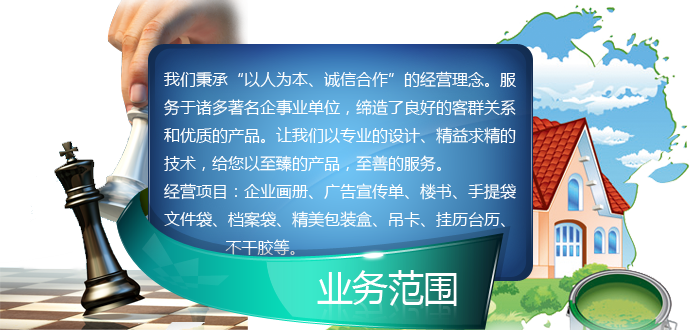 我们秉承“以人为本、诚信合作”的经营理念。服
务于诸多著名企事业单位，缔造了良好的客群关系
和优质的产品。让我们以专业的设计、精益求精的
技术，给您以至臻的产品，至善的服务。
经营项目：企业画册、广告宣传单、楼书、手提袋
文件袋、档案袋、精美包装盒、吊卡、挂历台历、
不干胶等。
业务范围